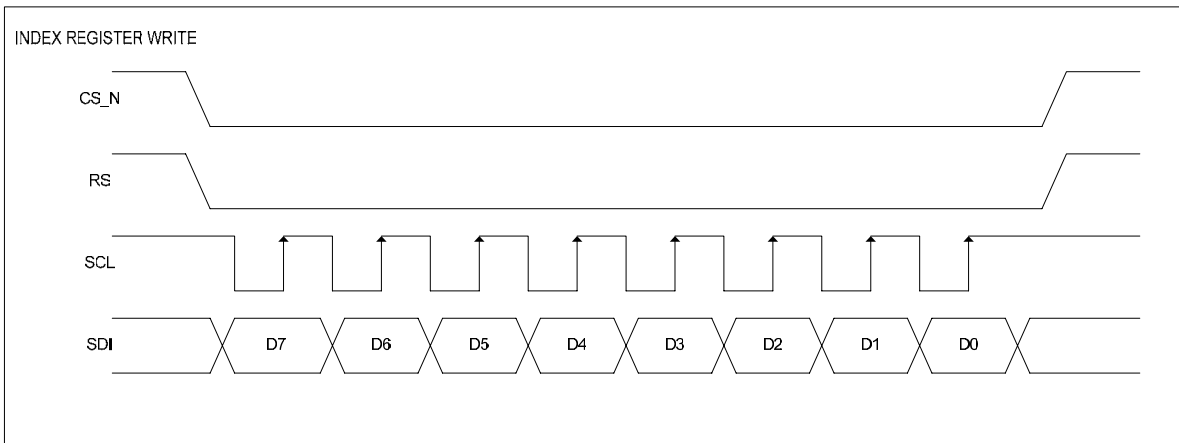 INDEX REGISTER WRITE
CS_N
RS
SCL
SDI D7 D6 D5 D4 D3 D2 D1 D0